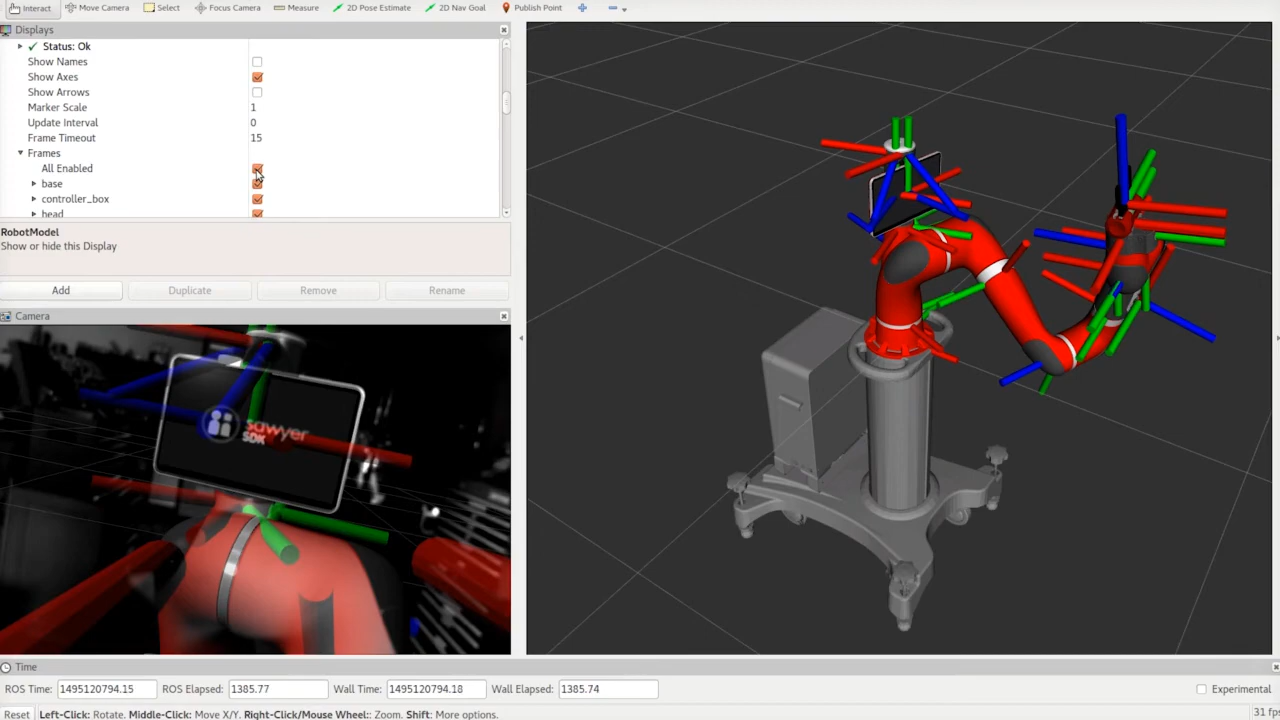 Interact Move Camera Select Focus Camera Measure 2D Pose Estimate 2D Nav Goal Publish Point
Displays
Status: Ok
Show Names
Show Axes
Show Arrows
Marker Scale 1
Update Interval 0
Frame Timeout 15
Frames
All Enabled
base
controller_box
head
RobotModel
Show or hide this Display
Add Duplicate Remove Rename
Camera
sawyer
SDK
Time
ROS Time: 1495120794.15 ROS Elapsed: 1385.77 Wall Time: 1495120794.18 Wall Elapsed: 1385.74 Experimental
Reset Left-Click: Rotate. Middle-Click: Move X/Y. Right-Click/Mouse Wheel:: Zoom. Shift: More options. 31 fps